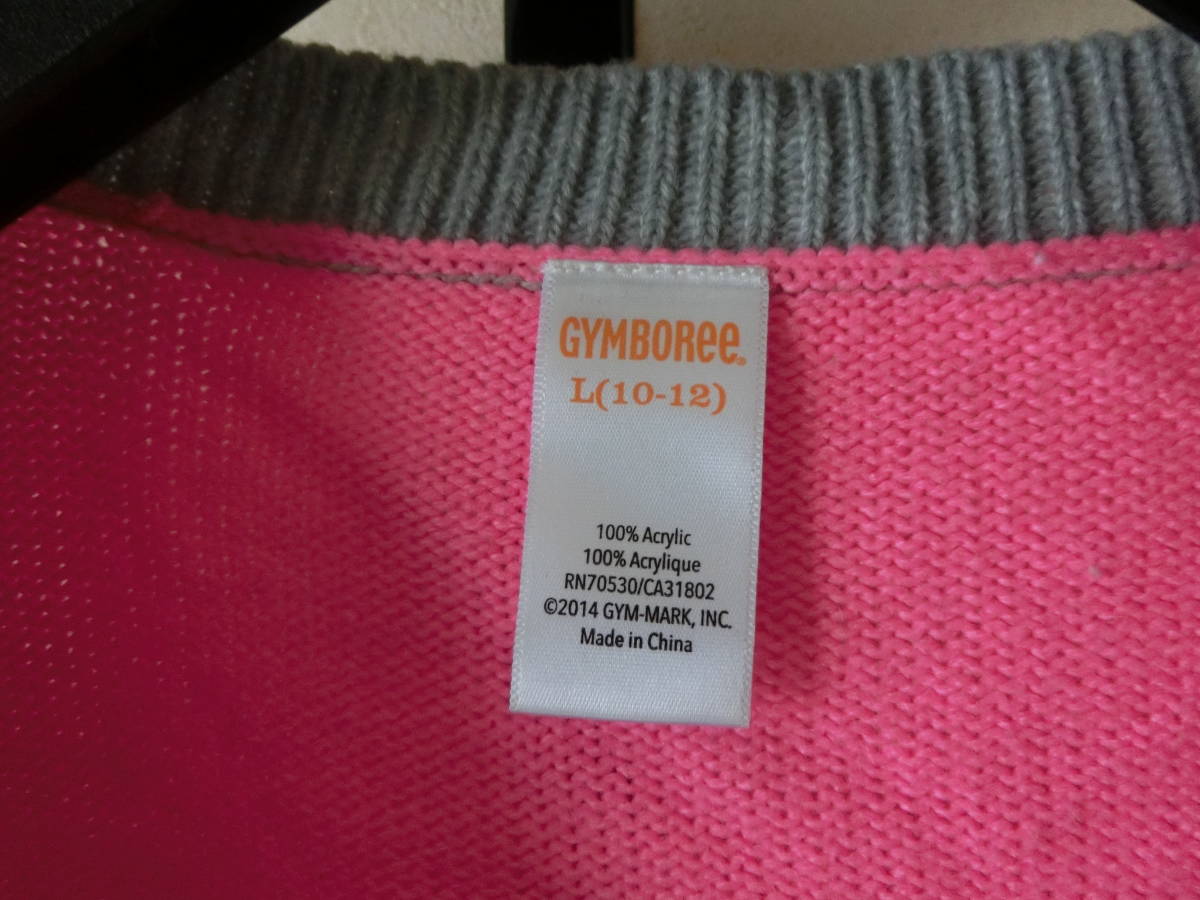 GYMBORee.
L(10-12)
100% Acrylic
100% Acrylique
RN70530/CA31802
©2014 GYM-MARK, INC.
Made in China